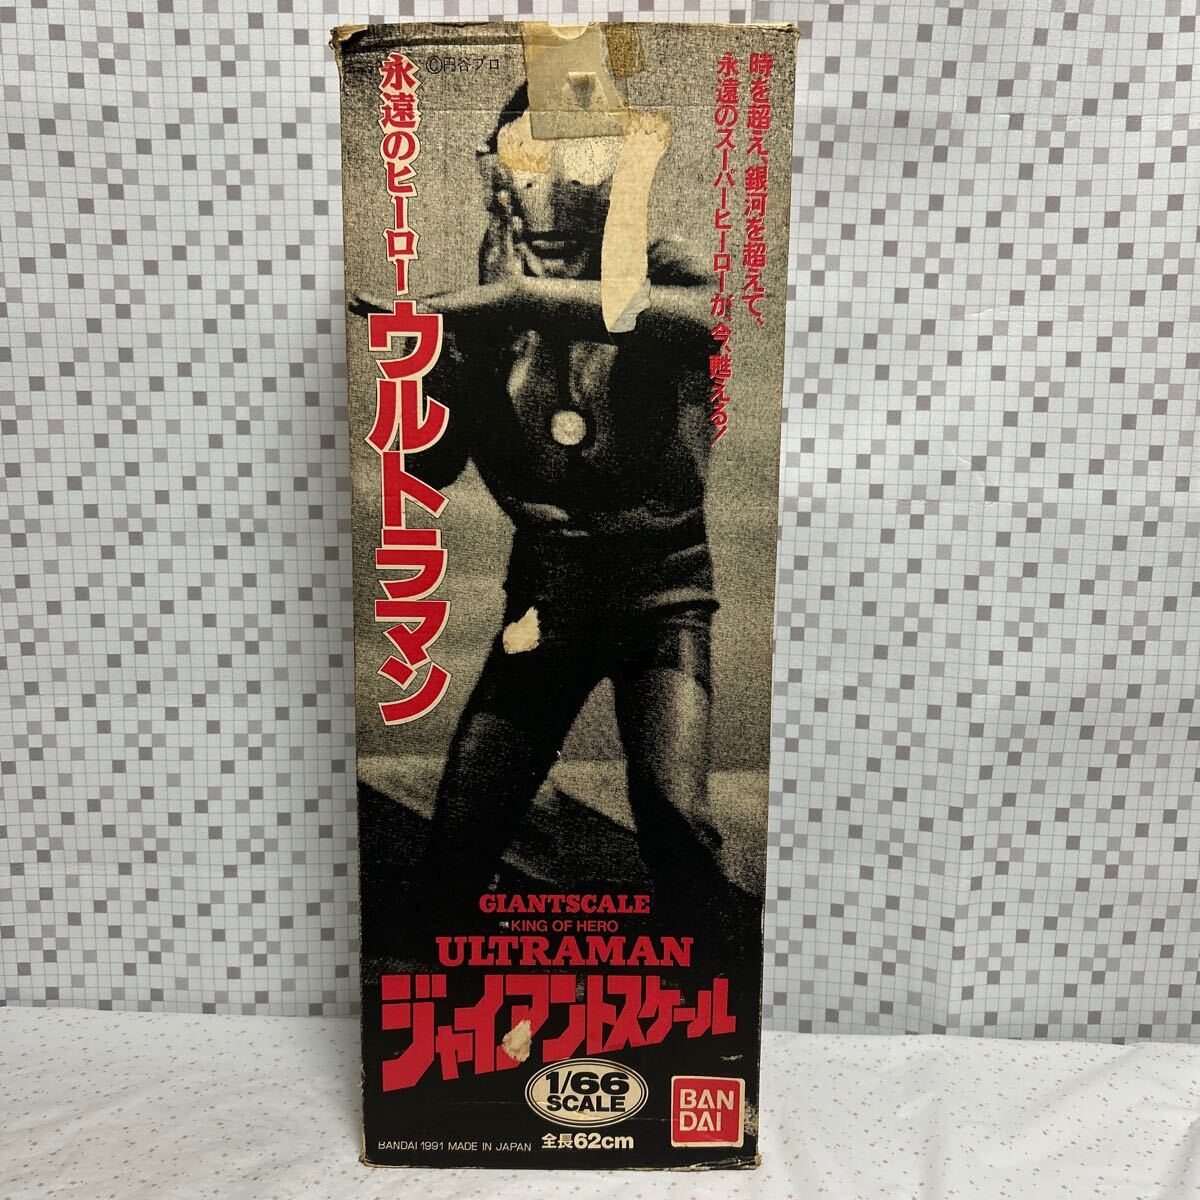 ©円谷プロ
時を超え、銀河を超えて、
永遠のスーパーヒーローが、今、甦える!
永遠のヒーロー
ウルトラマン
GIANTSCALE
KING OF HERO
ULTRAMAN
ジャイアントスケール
1/66
SCALE
全長62cm
BANDAI 1991 MADE IN JAPAN
BAN
DAI